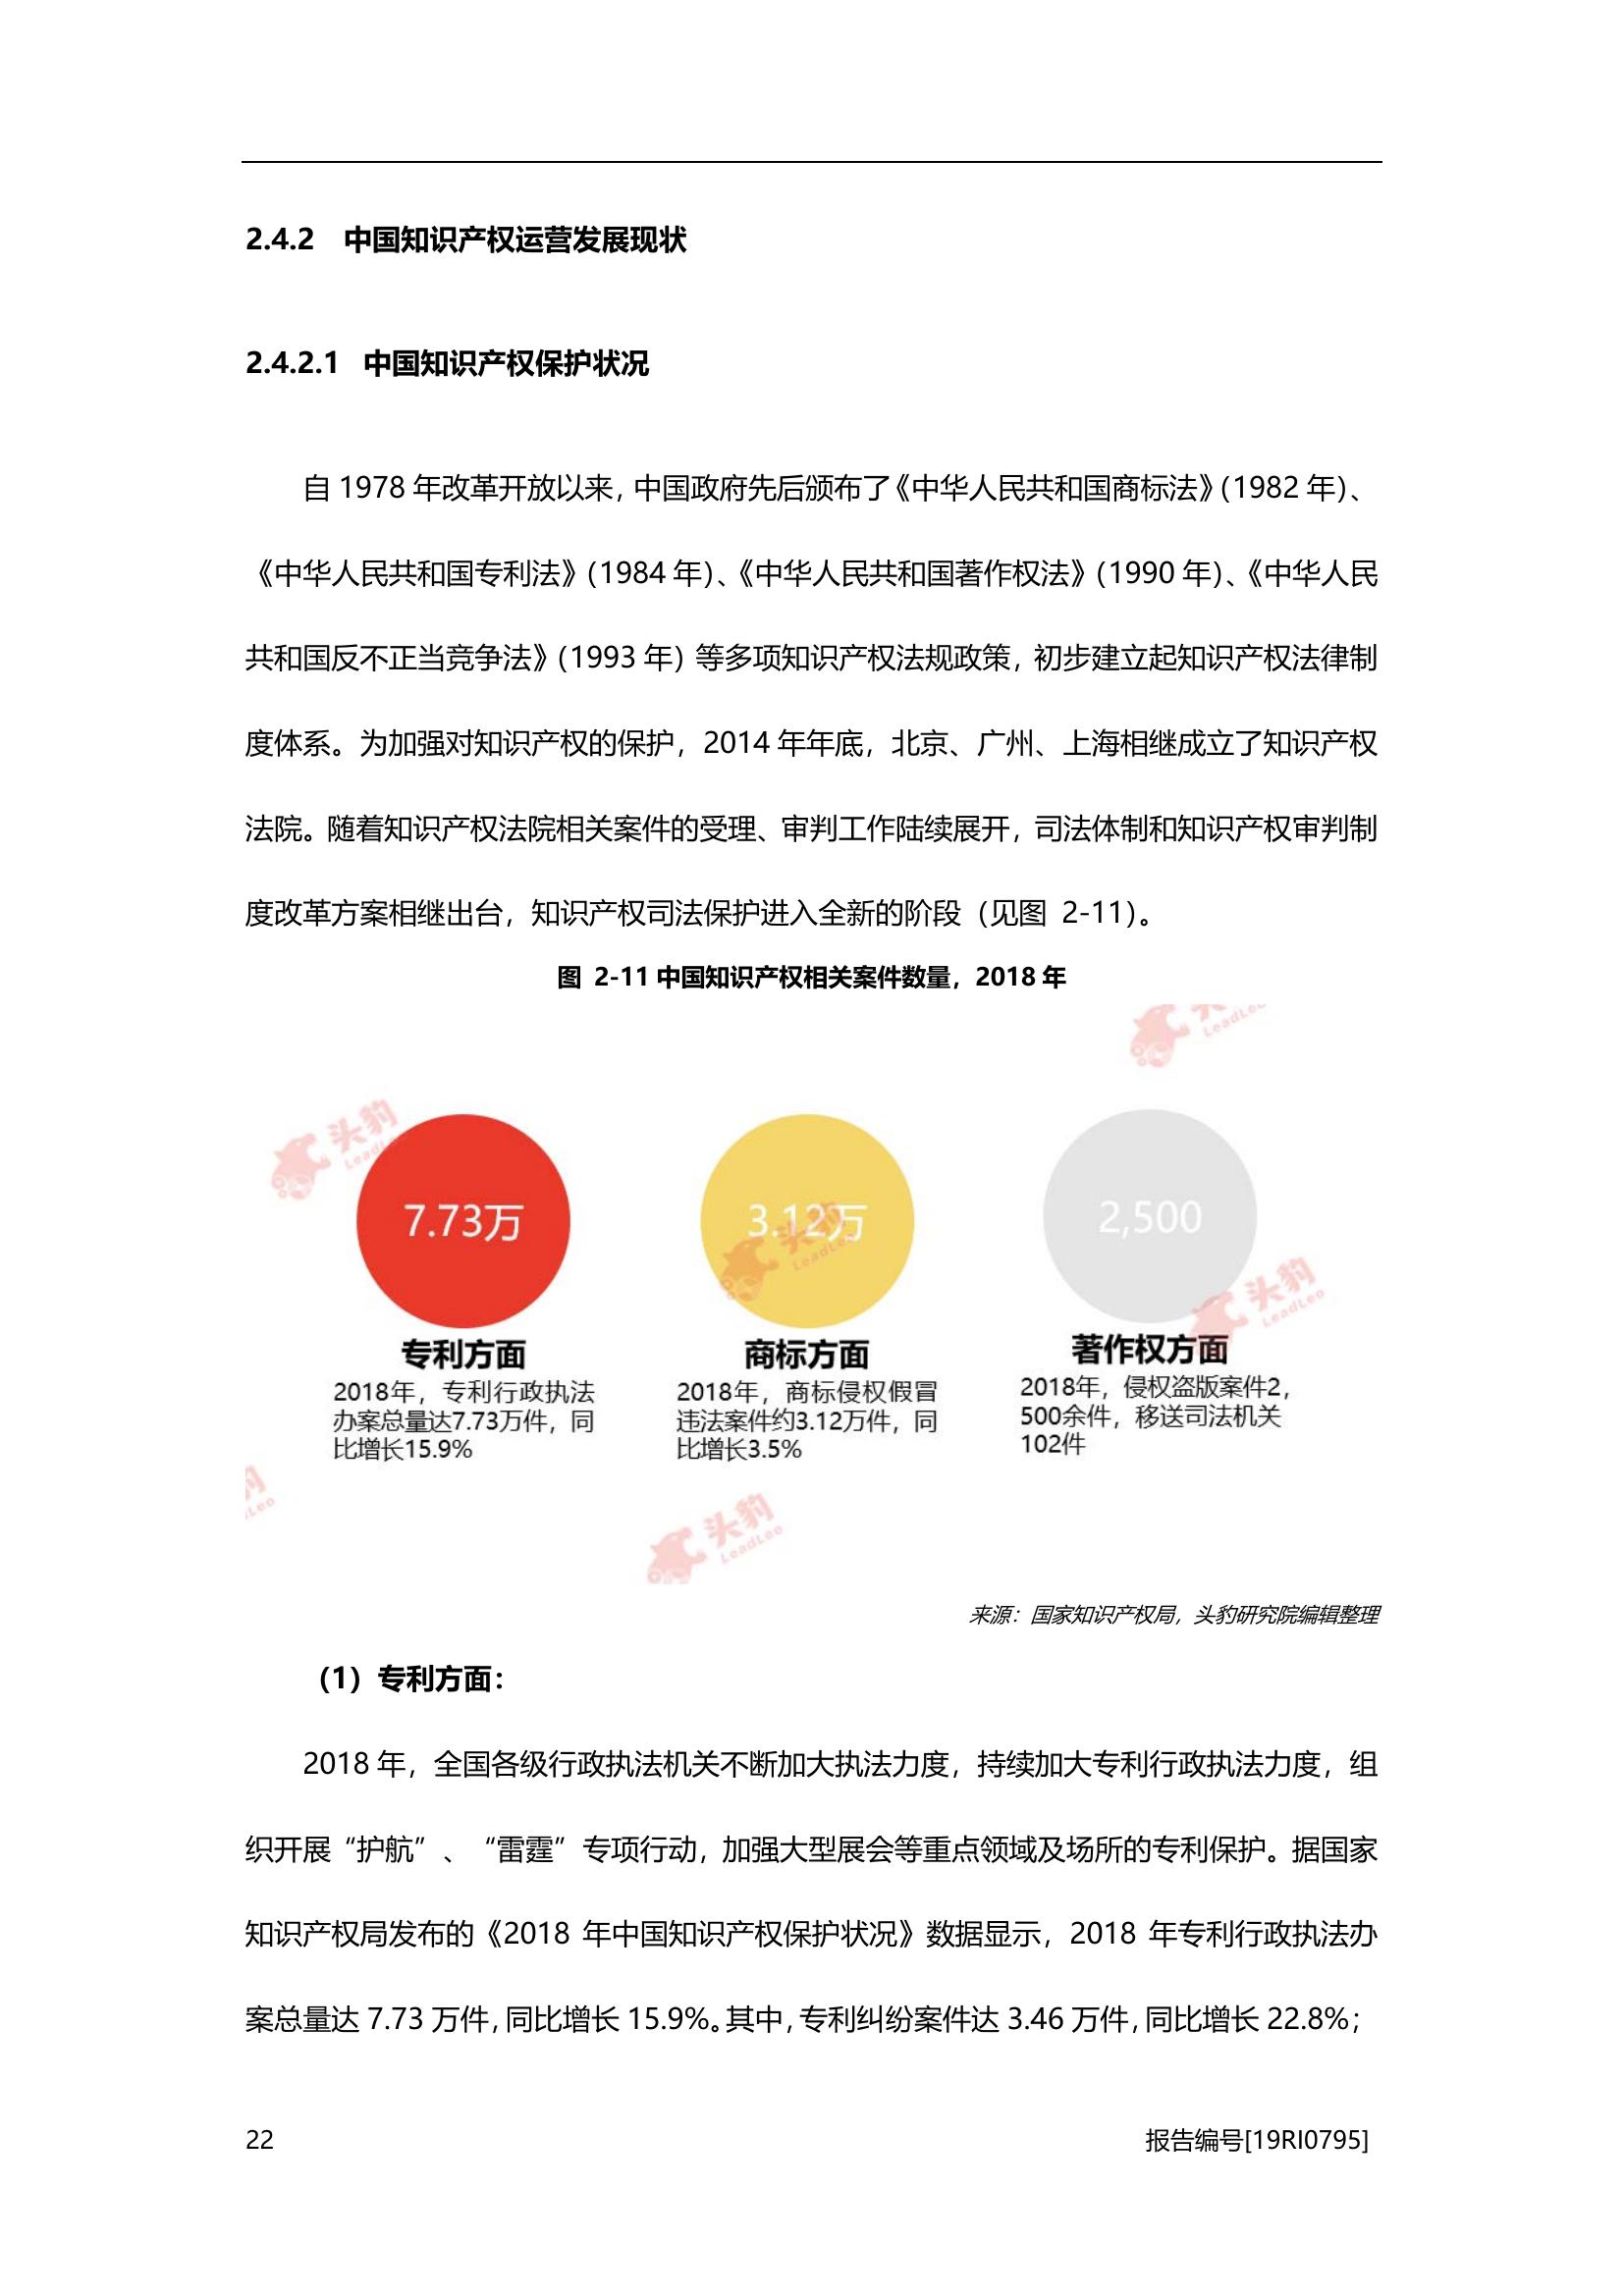 2.4.2 中国知识产权运营发展现状
2.4.2.1 中国知识产权保护状况
自 1978 年改革开放以来，中国政府先后颁布了《中华人民共和国商标法》（1982 年）、
《中华人民共和国专利法》（1984 年）、《中华人民共和国著作权法》（1990 年）、《中华人民
共和国反不正当竞争法》（1993 年）等多项知识产权法规政策，初步建立起知识产权法律制
度体系。为加强对知识产权的保护，2014 年年底，北京、广州、上海相继成立了知识产权
法院。随着知识产权法院相关案件的受理、审判工作陆续展开，司法体制和知识产权审判制
度改革方案相继出台，知识产权司法保护进入全新的阶段（见图 2-11）。
图 2-11 中国知识产权相关案件数量，2018 年
头豹
LeadLeo
7.73万
3.12万
2,500
专利方面
商标方面
著作权方面
2018年，专利行政执法
办案总量达7.73万件，同
比增长15.9%
2018年，商标侵权假冒
违法案件约3.12万件，同
比增长3.5%
2018年，侵权盗版案件2,
500余件，移送司法机关
102件
头豹
LeadLeo
来源：国家知识产权局，头豹研究院编辑整理
（1）专利方面：
2018 年，全国各级行政执法机关不断加大执法力度，持续加大专利行政执法力度，组
织开展“护航”、“雷霆”专项行动，加强大型展会等重点领域及场所的专利保护。据国家
知识产权局发布的《2018 年中国知识产权保护状况》数据显示，2018 年专利行政执法办
案总量达 7.73 万件，同比增长 15.9%。其中，专利纠纷案件达 3.46 万件，同比增长 22.8%；
22
报告编号[19RI0795]